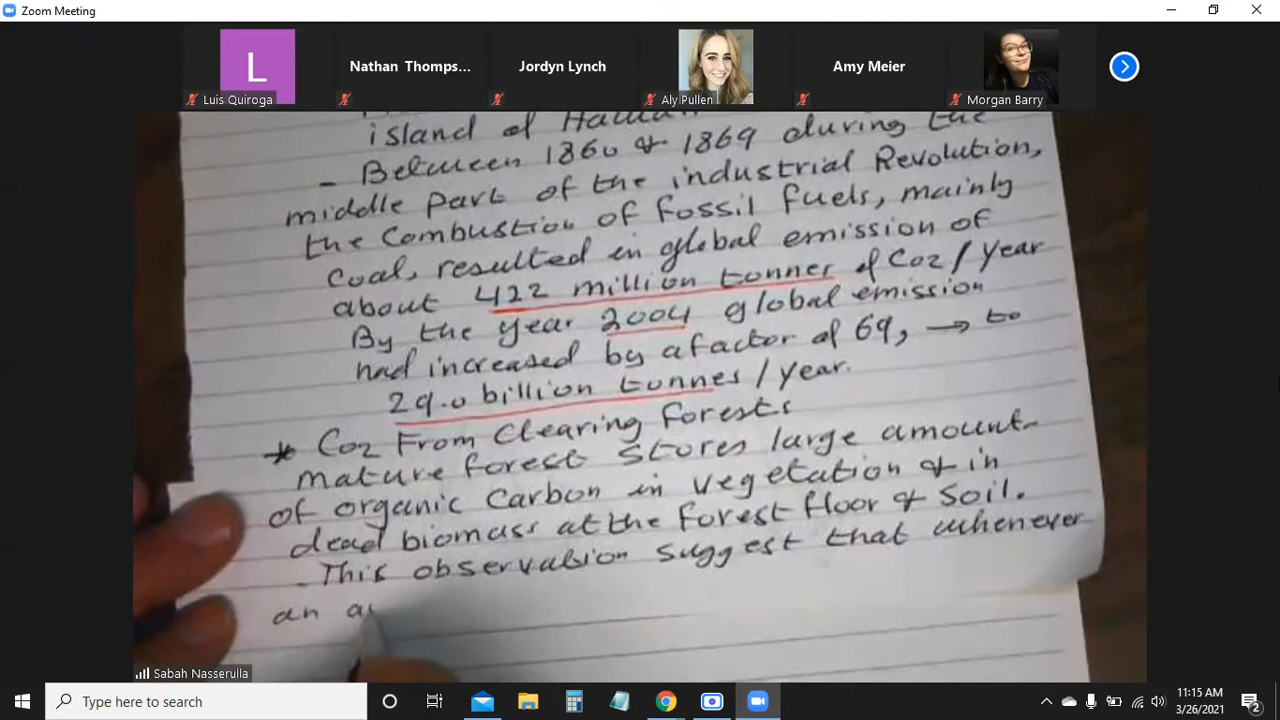 Zoom Meeting
L
Luis Quiroga
Nathan Thomps...
Jordyn Lynch
Aly Pullen
Amy Meier
Morgan Barry
island of
- Between 1860 & 1869 during the
middle part of the industrial Revolution,
the Combustion of Fossil fuels, mainly
Coal, resulted in global emission of
about 422 million tonner of CO2 / year
By the year 2004 global emission
had increased by a factor of 69, → to
29.0 billion tonnes / year.
* CO2 From Clearing forests
mature forest stores large amount
of organic Carbon in vegetation & in
dead biomass at the forest floor & soil.
- This observation suggest that whenever
an
Sabah Nasserulla
Type here to search
11:15 AM
3/26/2021
2